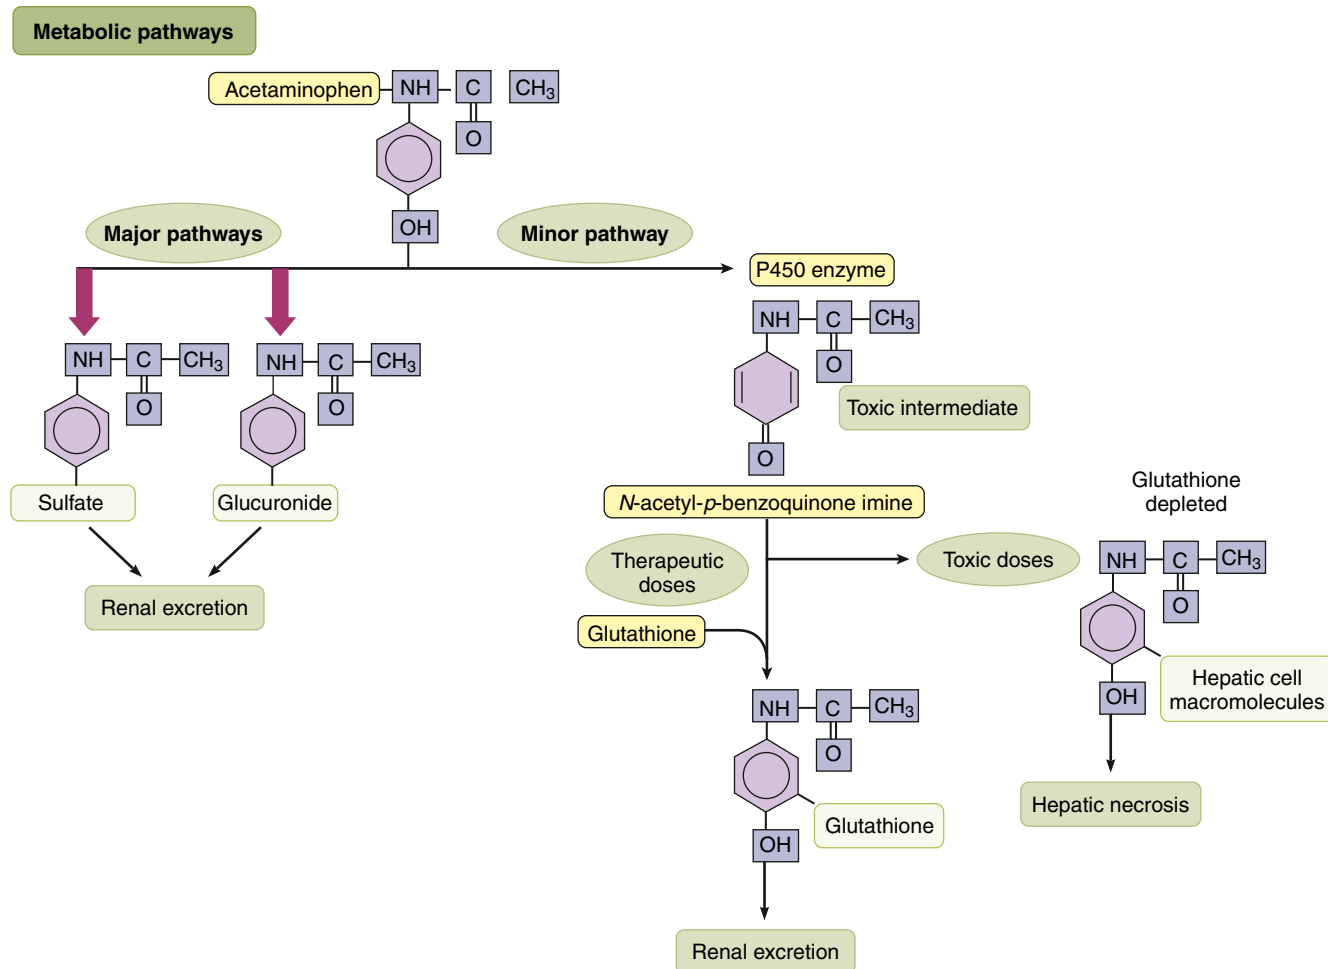 Metabolic pathways
Acetaminophen
NH
C
CH3
O
OH
Major pathways
Minor pathway
P450 enzyme
NH
C
CH3
O
Toxic intermediate
O
NH
C
CH3
O
NH
C
CH3
O
Sulfate
Glucuronide
Renal excretion
N-acetyl-p-benzoquinone imine
Therapeutic
doses
Toxic doses
Glutathione
depleted
NH
C
CH3
O
Hepatic cell
macromolecules
OH
Hepatic necrosis
Glutathione
NH
C
CH3
O
Glutathione
OH
Renal excretion